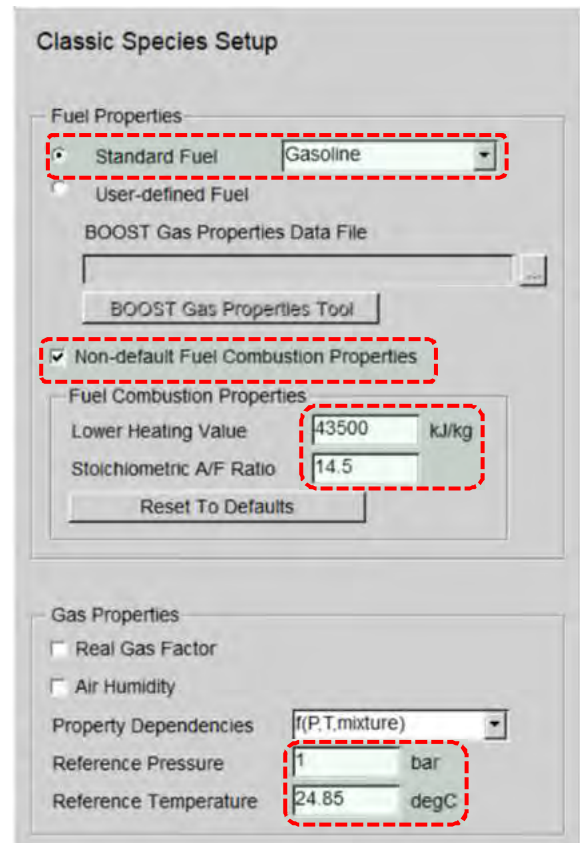 Classic Species Setup
Fuel Properties
Standard Fuel Gasoline
User-defined Fuel
BOOST Gas Properties Data File
...
BOOST Gas Properties Tool
Non-default Fuel Combustion Properties
Fuel Combustion Properties
Lower Heating Value 43500 kJ/kg
Stoichiometric A/F Ratio 14.5
Reset To Defaults
Gas Properties
Real Gas Factor
Air Humidity
Property Dependencies f(P,T,mixture)
Reference Pressure 1 bar
Reference Temperature 24.85 degC